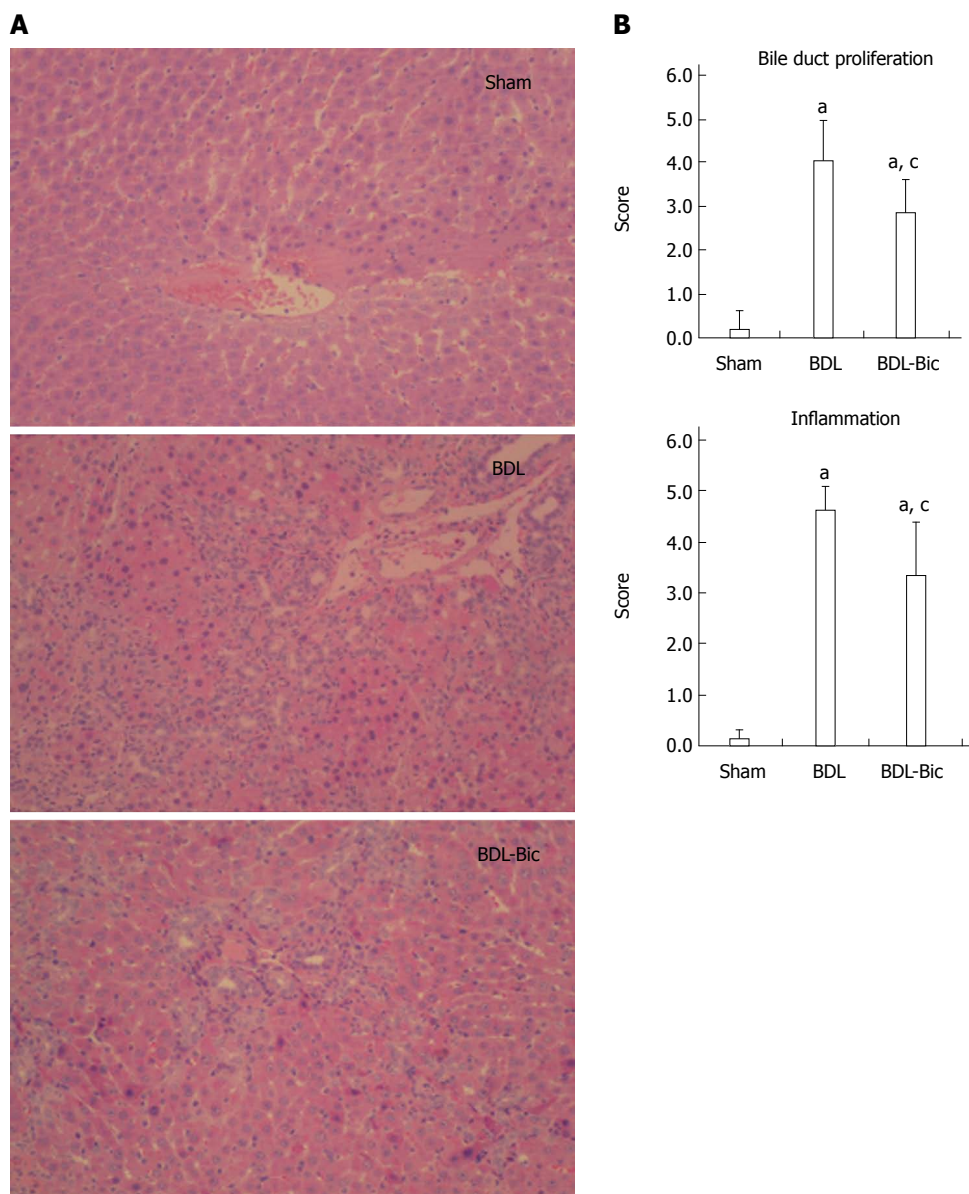 A
Sham
BDL
BDL-Bic
B
Bile duct proliferation
6.0
5.0
4.0
3.0
2.0
1.0
0.0
Score
a
a, c
Sham BDL BDL-Bic
Inflammation
6.0
5.0
4.0
3.0
2.0
1.0
0.0
Score
a
a, c
Sham BDL BDL-Bic